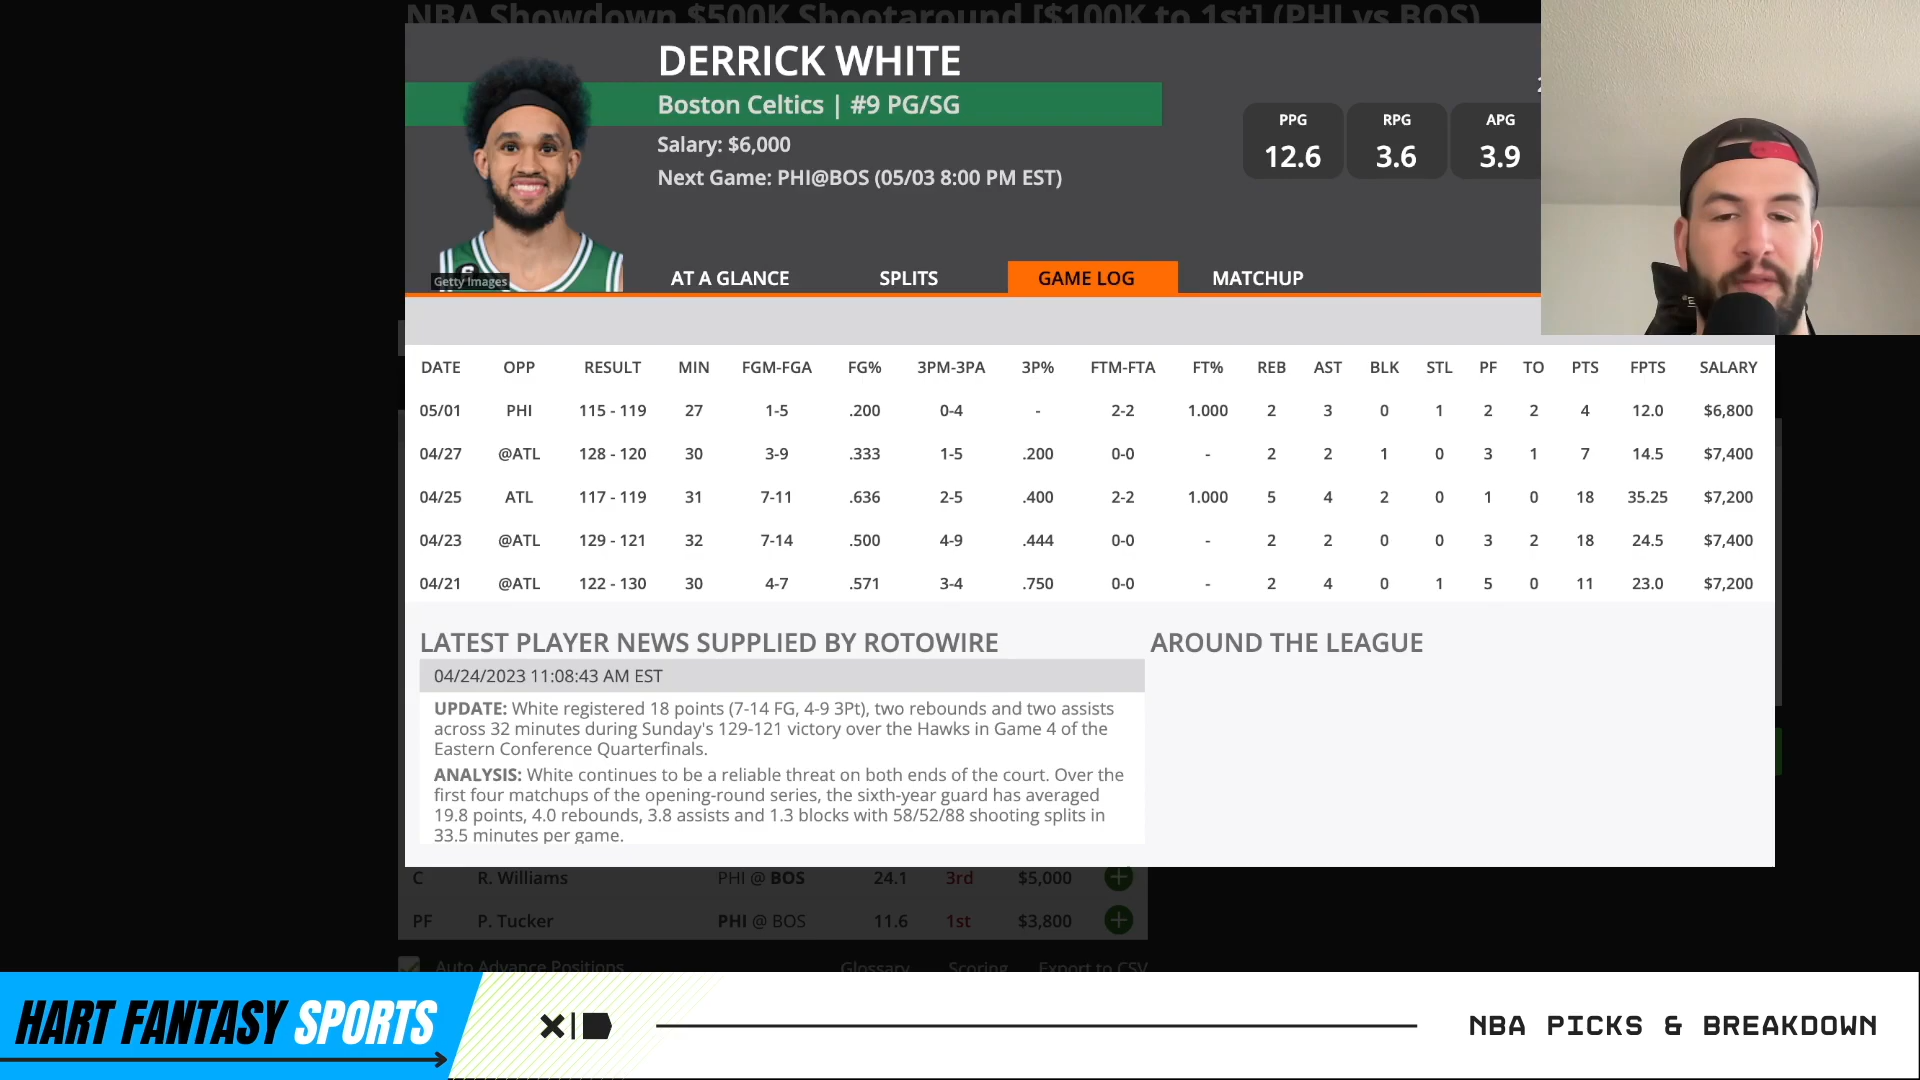 NBA Showdown $500K Shootaround [$100K to 1st] (PHI vs BOS)
DERRICK WHITE
Boston Celtics | #9 PG/SG
Salary: $6,000
Next Game: PHI@BOS (05/03 8:00 PM EST)
PPG RPG APG
12.6 3.6 3.9
Getty Images
AT A GLANCE SPLITS GAME LOG MATCHUP
DATE OPP RESULT MIN FGM-FGA FG% 3PM-3PA 3P% FTM-FTA FT% REB AST BLK STL PF TO PTS FPTS SALARY
05/01 PHI 115 - 119 27 1-5 .200 0-4 - 2-2 1.000 2 3 0 1 2 2 4 12.0 $6,800
04/27 @ATL 128 - 120 30 3-9 .333 1-5 .200 0-0 - 2 2 1 0 3 1 7 14.5 $7,400
04/25 ATL 117 - 119 31 7-11 .636 2-5 .400 2-2 1.000 5 4 2 0 1 0 18 35.25 $7,200
04/23 @ATL 129 - 121 32 7-14 .500 4-9 .444 0-0 - 2 2 0 0 3 2 18 24.5 $7,400
04/21 @ATL 122 - 130 30 4-7 .571 3-4 .750 0-0 - 2 4 0 1 5 0 11 23.0 $7,200
LATEST PLAYER NEWS SUPPLIED BY ROTOWIRE
04/24/2023 11:08:43 AM EST
UPDATE: White registered 18 points (7-14 FG, 4-9 3Pt), two rebounds and two assists
across 32 minutes during Sunday's 129-121 victory over the Hawks in Game 4 of the
Eastern Conference Quarterfinals.
ANALYSIS: White continues to be a reliable threat on both ends of the court. Over the
first four matchups of the opening-round series, the sixth-year guard has averaged
19.8 points, 4.0 rebounds, 3.8 assists and 1.3 blocks with 58/52/88 shooting splits in
33.5 minutes per game.
AROUND THE LEAGUE
C R. Williams PHI @ BOS 24.1 3rd $5,000
PF P. Tucker PHI @ BOS 11.6 1st $3,800
Auto Advance Positions Glossary Scoring Export to CSV
HART FANTASY SPORTS
NBA PICKS & BREAKDOWN